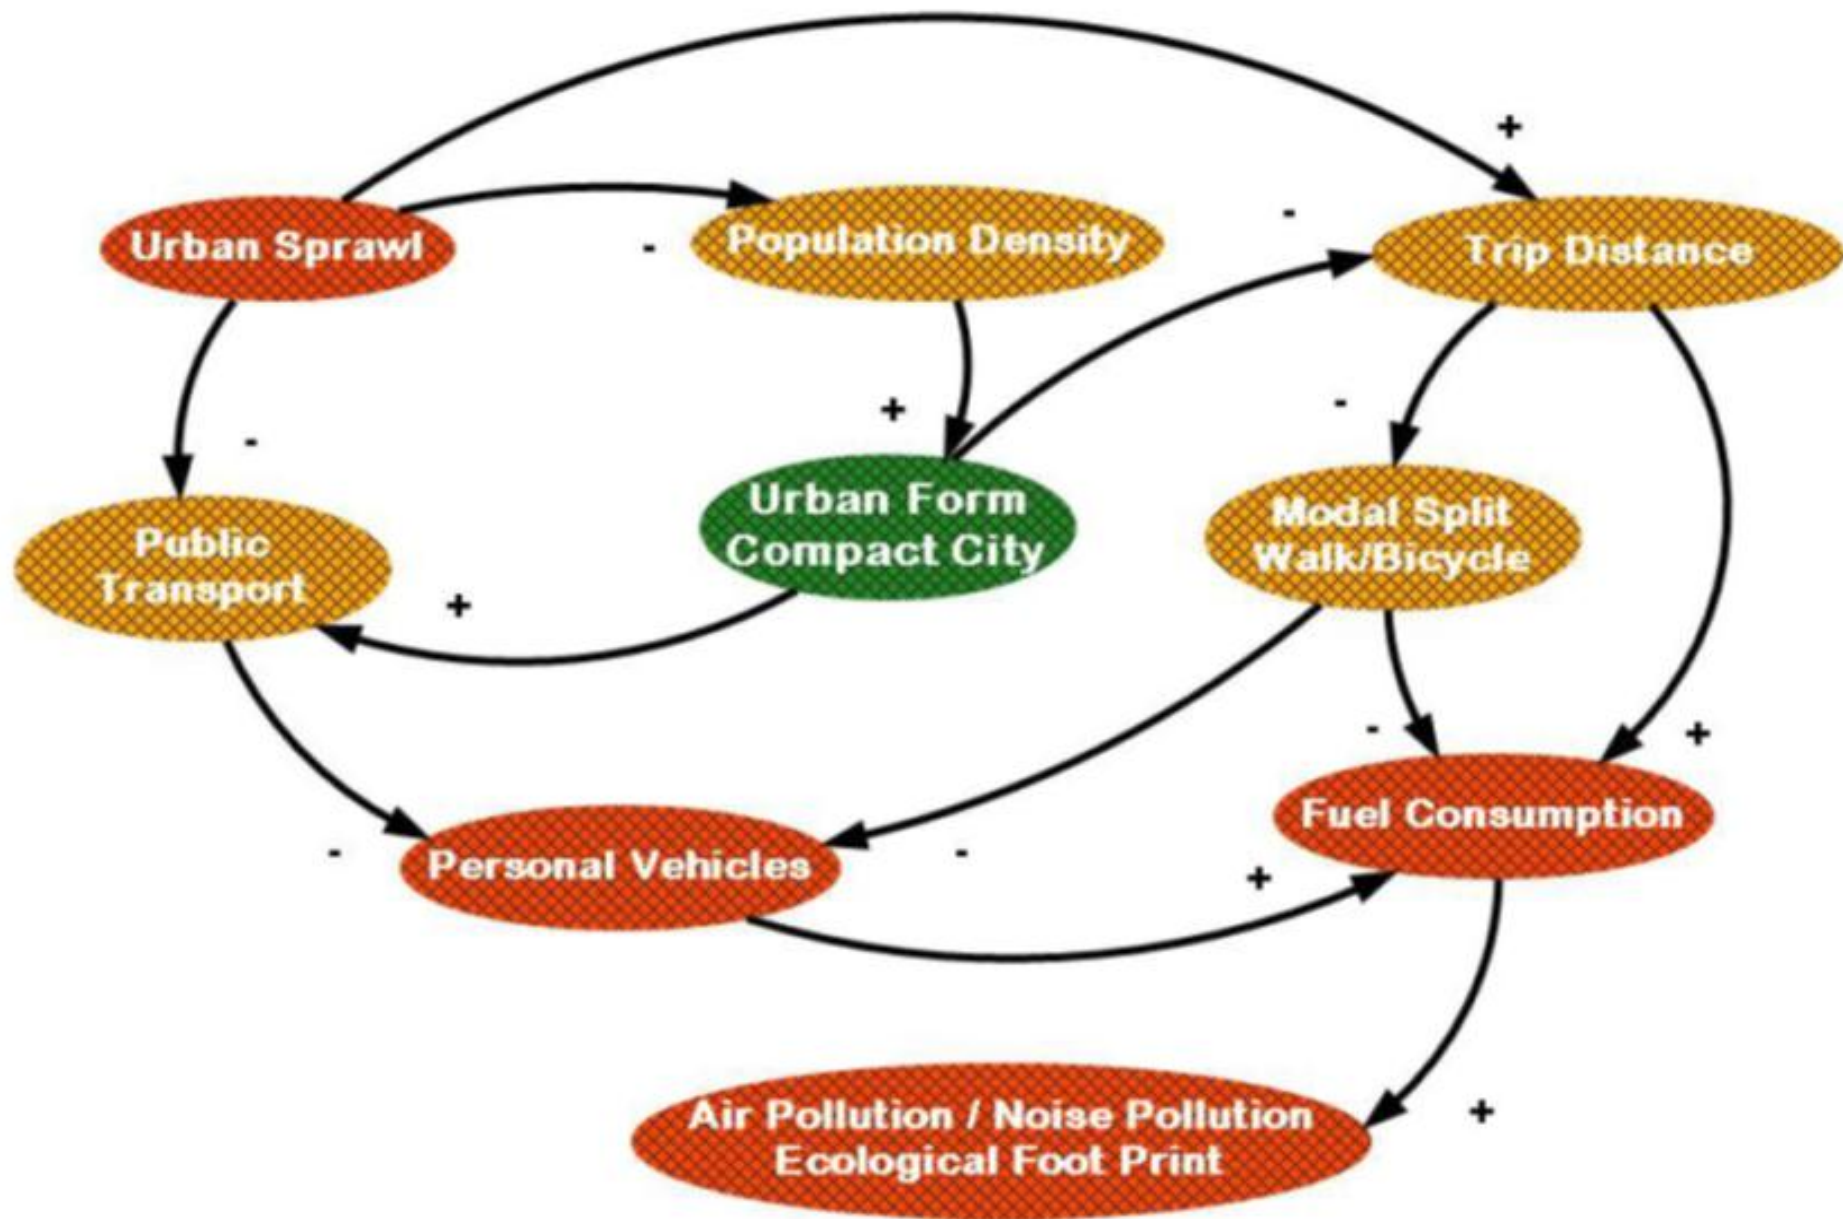 +
Urban Sprawl
-
Population Density
-
Trip Distance
-
+
-
+
Urban Form
Compact City
Modal Split
Walk/Bicycle
Public
Transport
+
-
+
Fuel Consumption
-
Personal Vehicles
-
+
+
Air Pollution / Noise Pollution
Ecological Foot Print